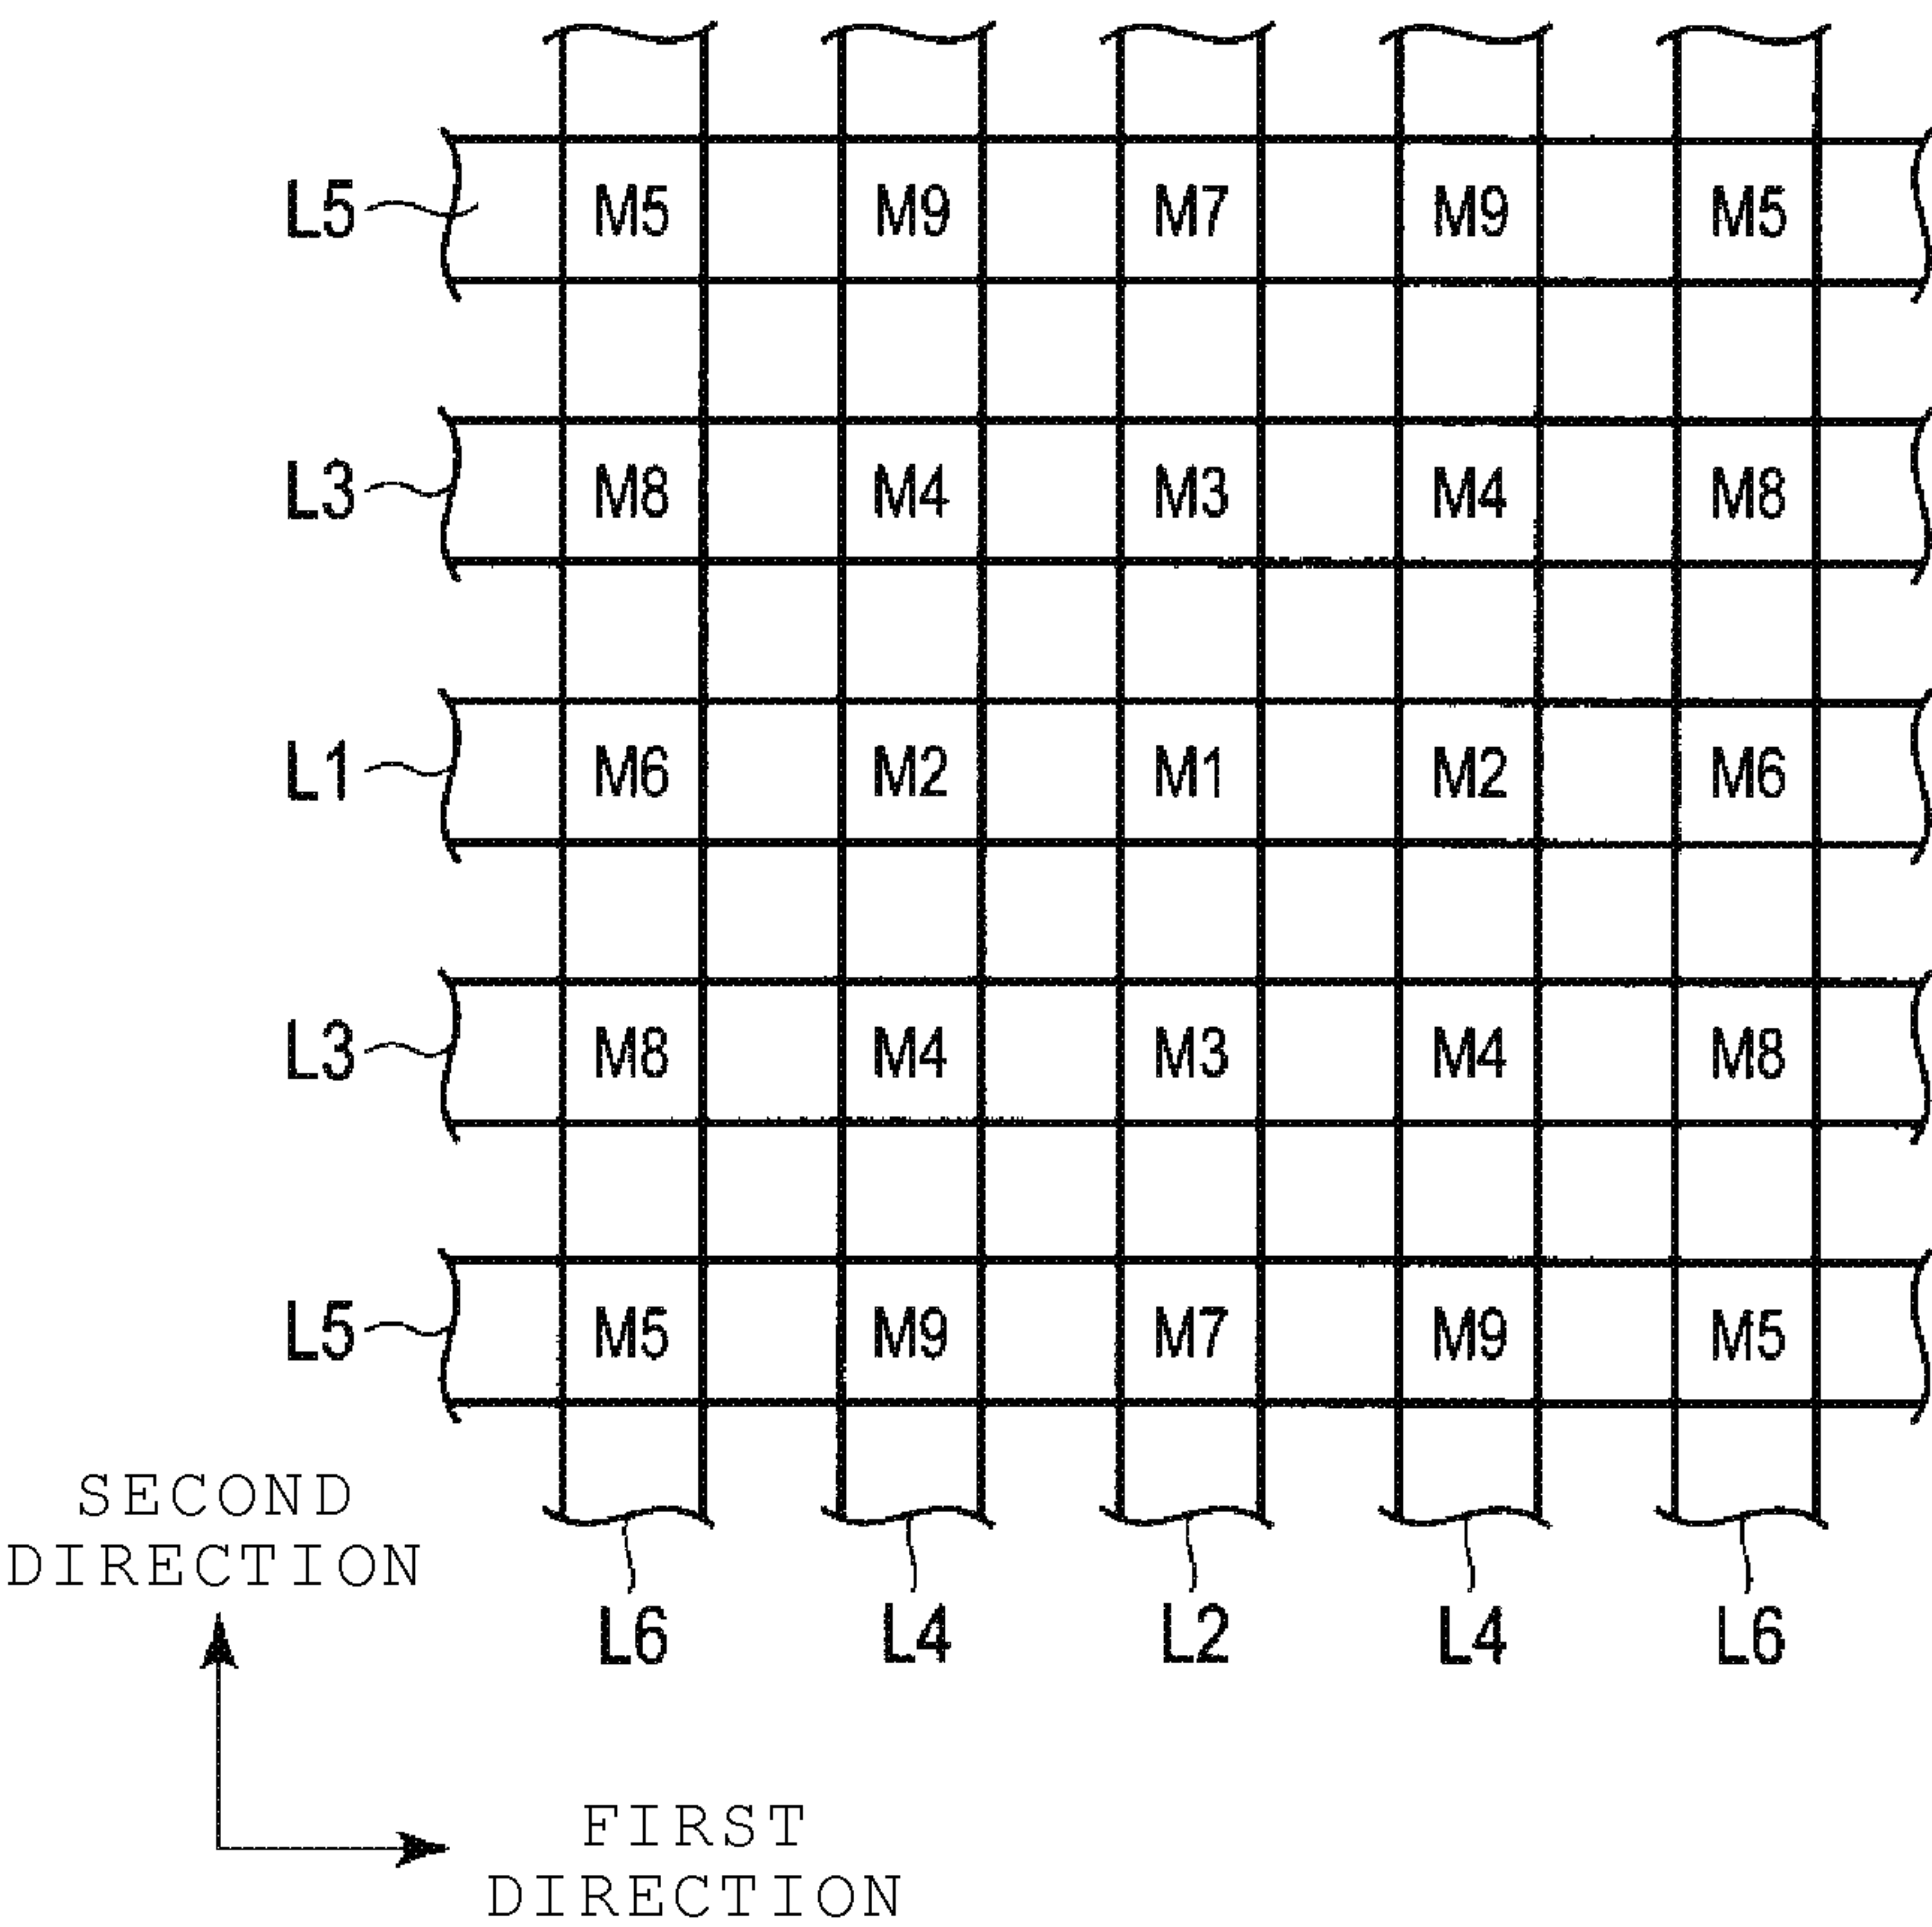 L5 M5 M9 M7 M9 M5
L3 M8 M4 M3 M4 M8
L1 M6 M2 M1 M2 M6
L3 M8 M4 M3 M4 M8
L5 M5 M9 M7 M9 M5
L6 L4 L2 L4 L6
SECOND
DIRECTION
FIRST
DIRECTION